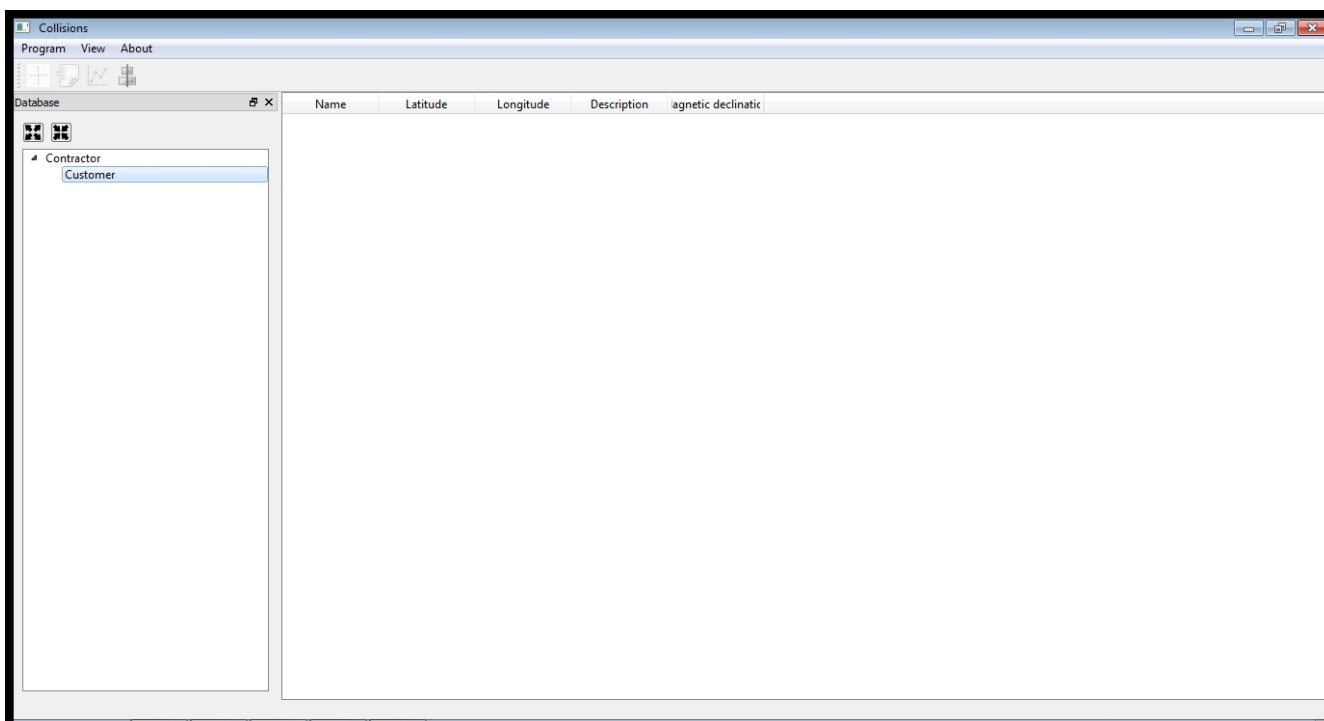 Collisions
Program View About
Database
Name Latitude Longitude Description agnetic declinatic
Contractor
Customer